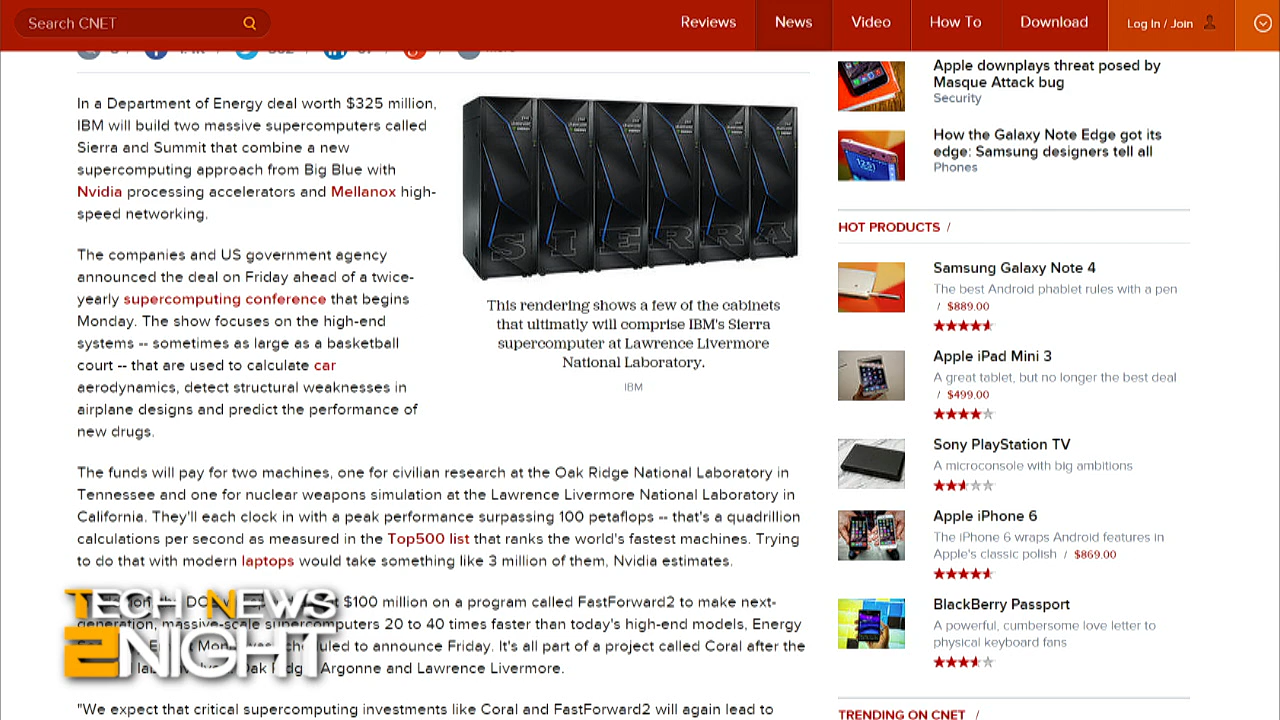 Search CNET
Reviews
News
Video
How To
Download
Log In / Join
In a Department of Energy deal worth $325 million,
IBM will build two massive supercomputers called
Sierra and Summit that combine a new
supercomputing approach from Big Blue with
Nvidia processing accelerators and Mellanox high-
speed networking.
The companies and US government agency
announced the deal on Friday ahead of a twice-
yearly supercomputing conference that begins
Monday. The show focuses on the high-end
systems -- sometimes as large as a basketball
court -- that are used to calculate car
aerodynamics, detect structural weaknesses in
airplane designs and predict the performance of
new drugs.
SIERRA
This rendering shows a few of the cabinets
that ultimatly will comprise IBM's Sierra
supercomputer at Lawrence Livermore
National Laboratory.
IBM
The funds will pay for two machines, one for civilian research at the Oak Ridge National Laboratory in
Tennessee and one for nuclear weapons simulation at the Lawrence Livermore National Laboratory in
California. They'll each clock in with a peak performance surpassing 100 petaflops -- that's a quadrillion
calculations per second as measured in the Top500 list that ranks the world's fastest machines. Trying
to do that with modern laptops would take something like 3 million of them, Nvidia estimates.
$100 million on a program called FastForward2 to make next-
generation, massive-scale supercomputers 20 to 40 times faster than today's high-end models, Energy
to announce Friday. It's all part of a project called Coral after the
Argonne and Lawrence Livermore.
"We expect that critical supercomputing investments like Coral and FastForward2 will again lead to
TECH NEWS
2NIGHT
Apple downplays threat posed by
Masque Attack bug
Security
How the Galaxy Note Edge got its
edge: Samsung designers tell all
Phones
HOT PRODUCTS /
Samsung Galaxy Note 4
The best Android phablet rules with a pen
/ $889.00
Apple iPad Mini 3
A great tablet, but no longer the best deal
/ $499.00
Sony PlayStation TV
A microconsole with big ambitions
Apple iPhone 6
The iPhone 6 wraps Android features in
Apple's classic polish / $869.00
BlackBerry Passport
A powerful, cumbersome love letter to
physical keyboard fans
TRENDING ON CNET /